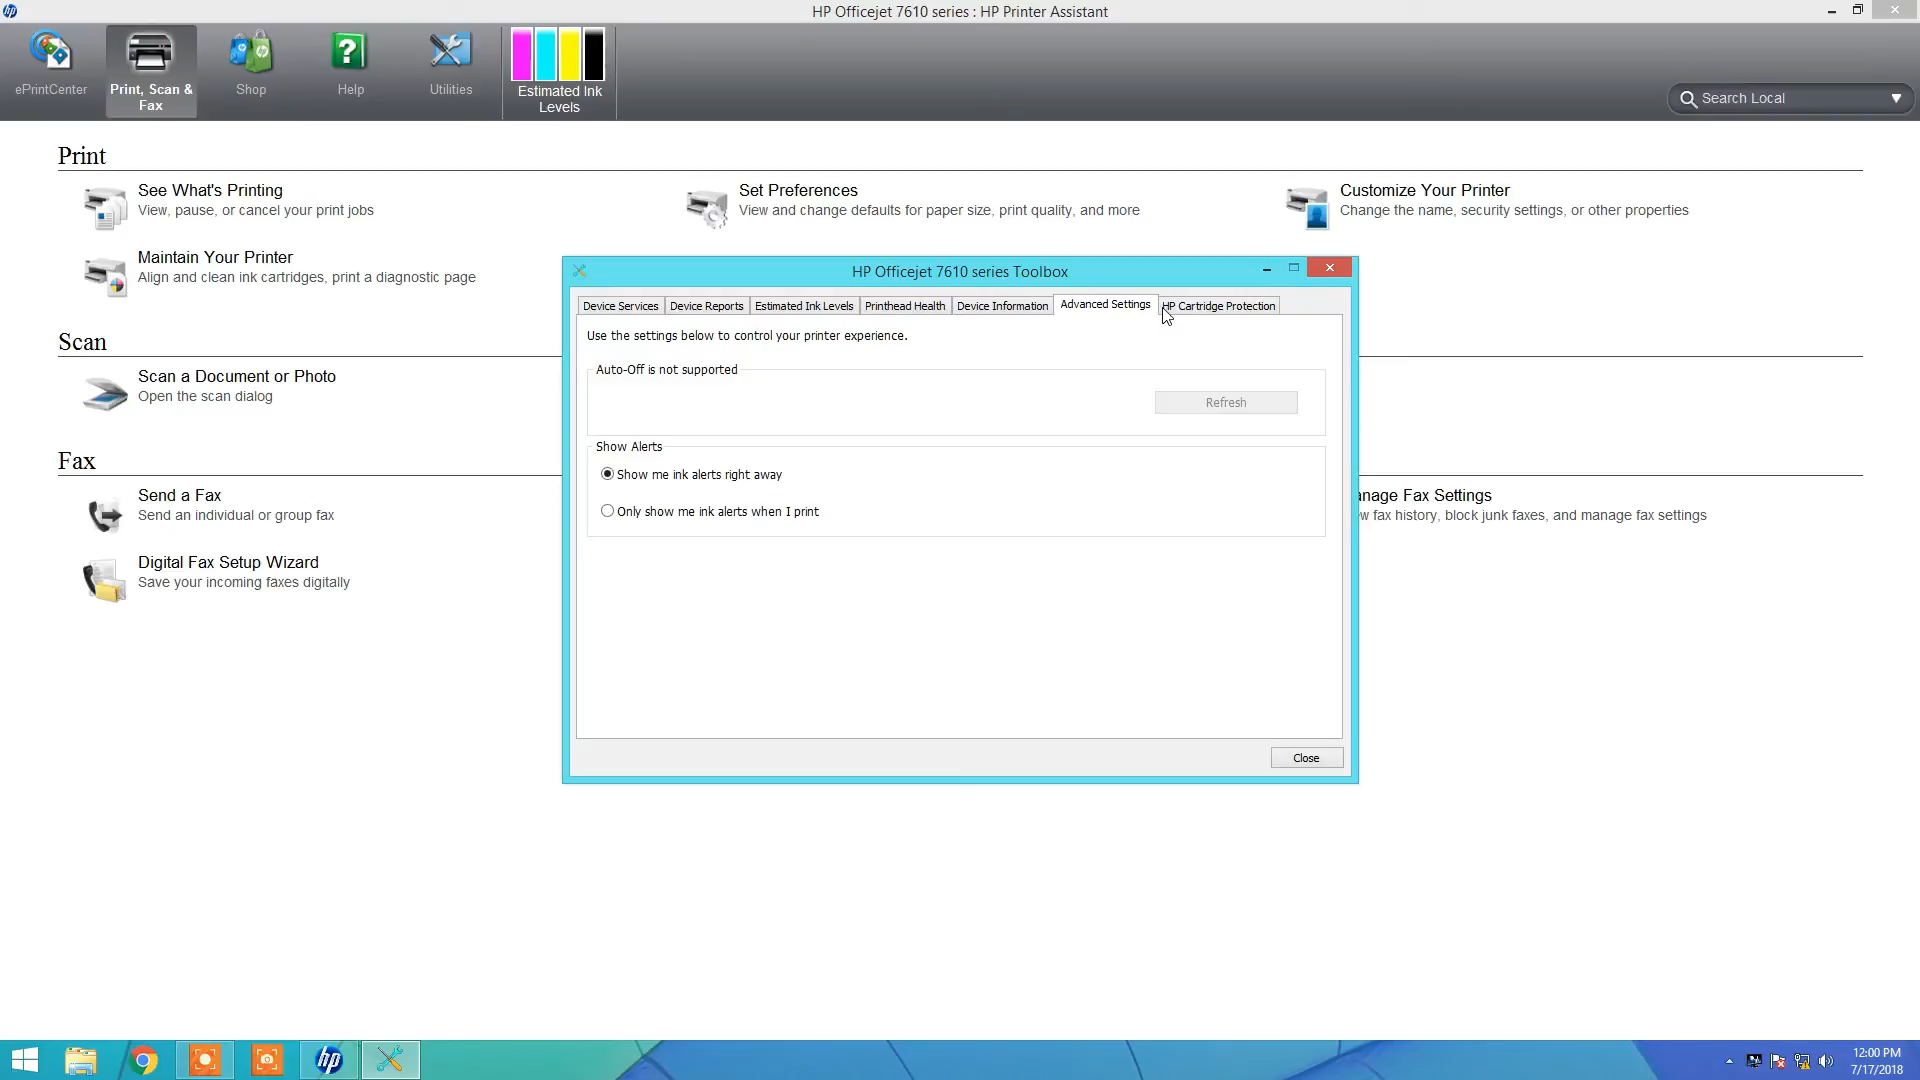 HP Officejet 7610 series : HP Printer Assistant
ePrintCenter
Print, Scan &
Fax
Shop
Help
Utilities
Estimated Ink
Levels
Search Local
Print
See What's Printing
View, pause, or cancel your print jobs
Set Preferences
View and change defaults for paper size, print quality, and more
Customize Your Printer
Change the name, security settings, or other properties
Maintain Your Printer
Align and clean ink cartridges, print a diagnostic page
Scan
Scan a Document or Photo
Open the scan dialog
Fax
Send a Fax
Send an individual or group fax
anage Fax Settings
w fax history, block junk faxes, and manage fax settings
Digital Fax Setup Wizard
Save your incoming faxes digitally
HP Officejet 7610 series Toolbox
Device Services
Device Reports
Estimated Ink Levels
Printhead Health
Device Information
Advanced Settings
HP Cartridge Protection
Use the settings below to control your printer experience.
Auto-Off is not supported
Refresh
Show Alerts
Show me ink alerts right away
Only show me ink alerts when I print
Close
hp
12:00 PM
7/17/2018